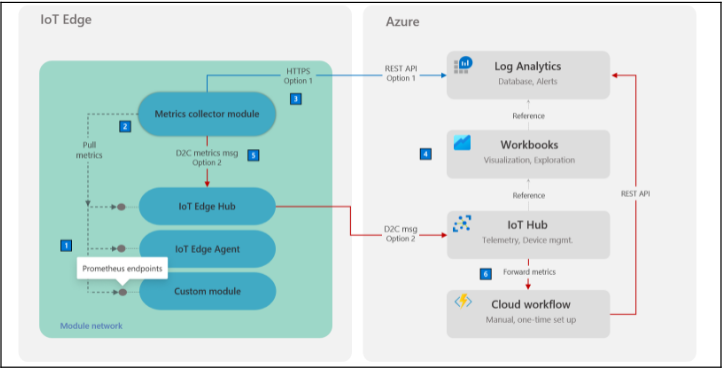 IoT Edge
Azure
HTTPS
Option 1
3
REST API
Option 1
Log Analytics
Database, Alerts
Metrics collector module
2
Pull
metrics
D2C metrics msg
Option 2
5
Reference
4
Workbooks
Visualization, Exploration
Reference
REST API
IoT Edge Hub
D2C msg
Option 2
IoT Hub
Telemetry, Device mgmt.
1
IoT Edge Agent
Prometheus endpoints
6
Forward metrics
Custom module
Cloud workflow
Manual, one-time set up
Module network